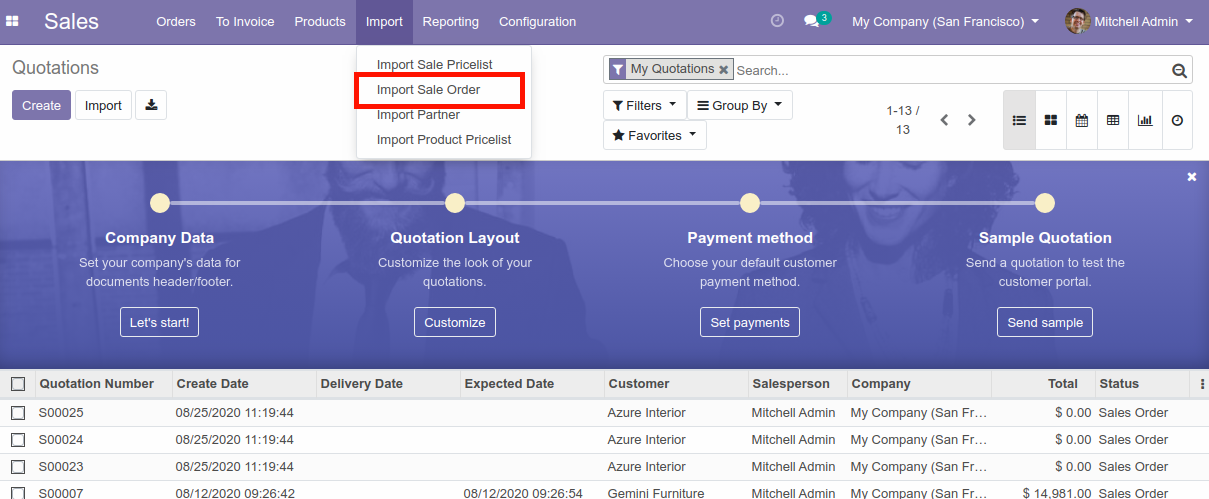 Sales Orders To Invoice Products Import Reporting Configuration 3 My Company (San Francisco) Mitchell Admin
Import Sale Pricelist
Import Sale Order
Import Partner
Import Product Pricelist
Quotations
Create Import
My Quotations Search...
Filters Group By
Favorites
1-13 /
13
Company Data
Set your company's data for
documents header/footer.
Let's start!
Quotation Layout
Customize the look of your
quotations.
Customize
Payment method
Choose your default customer
payment method.
Set payments
Sample Quotation
Send a quotation to test the
customer portal.
Send sample
Quotation Number Create Date Delivery Date Expected Date Customer Salesperson Company Total Status
S00025 08/25/2020 11:19:44 Azure Interior Mitchell Admin My Company (San Fr... $ 0.00 Sales Order
S00024 08/25/2020 11:19:44 Azure Interior Mitchell Admin My Company (San Fr... $ 0.00 Sales Order
S00023 08/25/2020 11:19:44 Azure Interior Mitchell Admin My Company (San Fr... $ 0.00 Sales Order
S00007 08/12/2020 09:26:42 08/12/2020 09:26:54 Gemini Furniture Mitchell Admin My Company (San Fr... $ 14,981.00 Sales Order